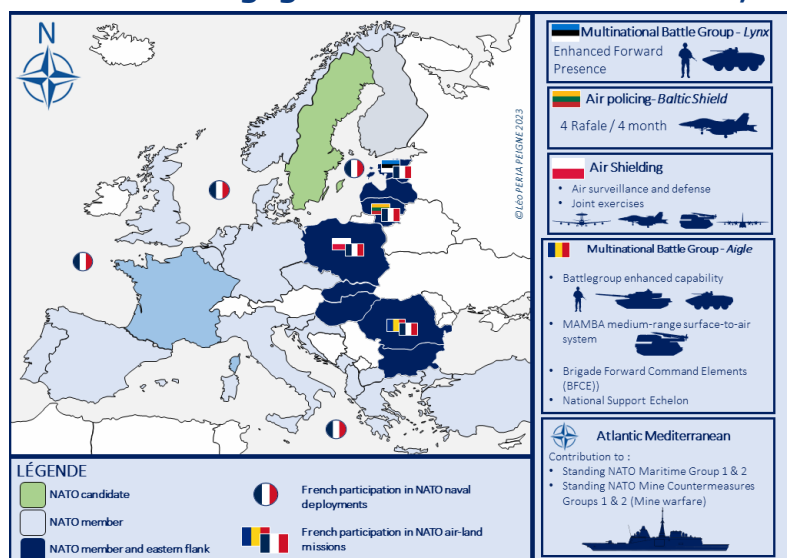 N
©Léo PERIA PEIGNE 2023
LÉGENDE
NATO candidate
NATO member
NATO member and eastern flank
French participation in NATO naval
deployments
French participation in NATO air-land
missions
Multinational Battle Group - Lynx
Enhanced Forward
Presence
Air policing- Baltic Shield
4 Rafale / 4 month
Air Shielding
• Air surveillance and defense
• Joint exercises
Multinational Battle Group - Aigle
• Battlegroup enhanced capability
• MAMBA medium-range surface-to-air
system
• Brigade Forward Command Elements
(BFCE))
• National Support Echelon
Atlantic Mediterranean
Contribution to :
• Standing NATO Maritime Group 1 & 2
• Standing NATO Mine Countermeasures
Groups 1 & 2 (Mine warfare)